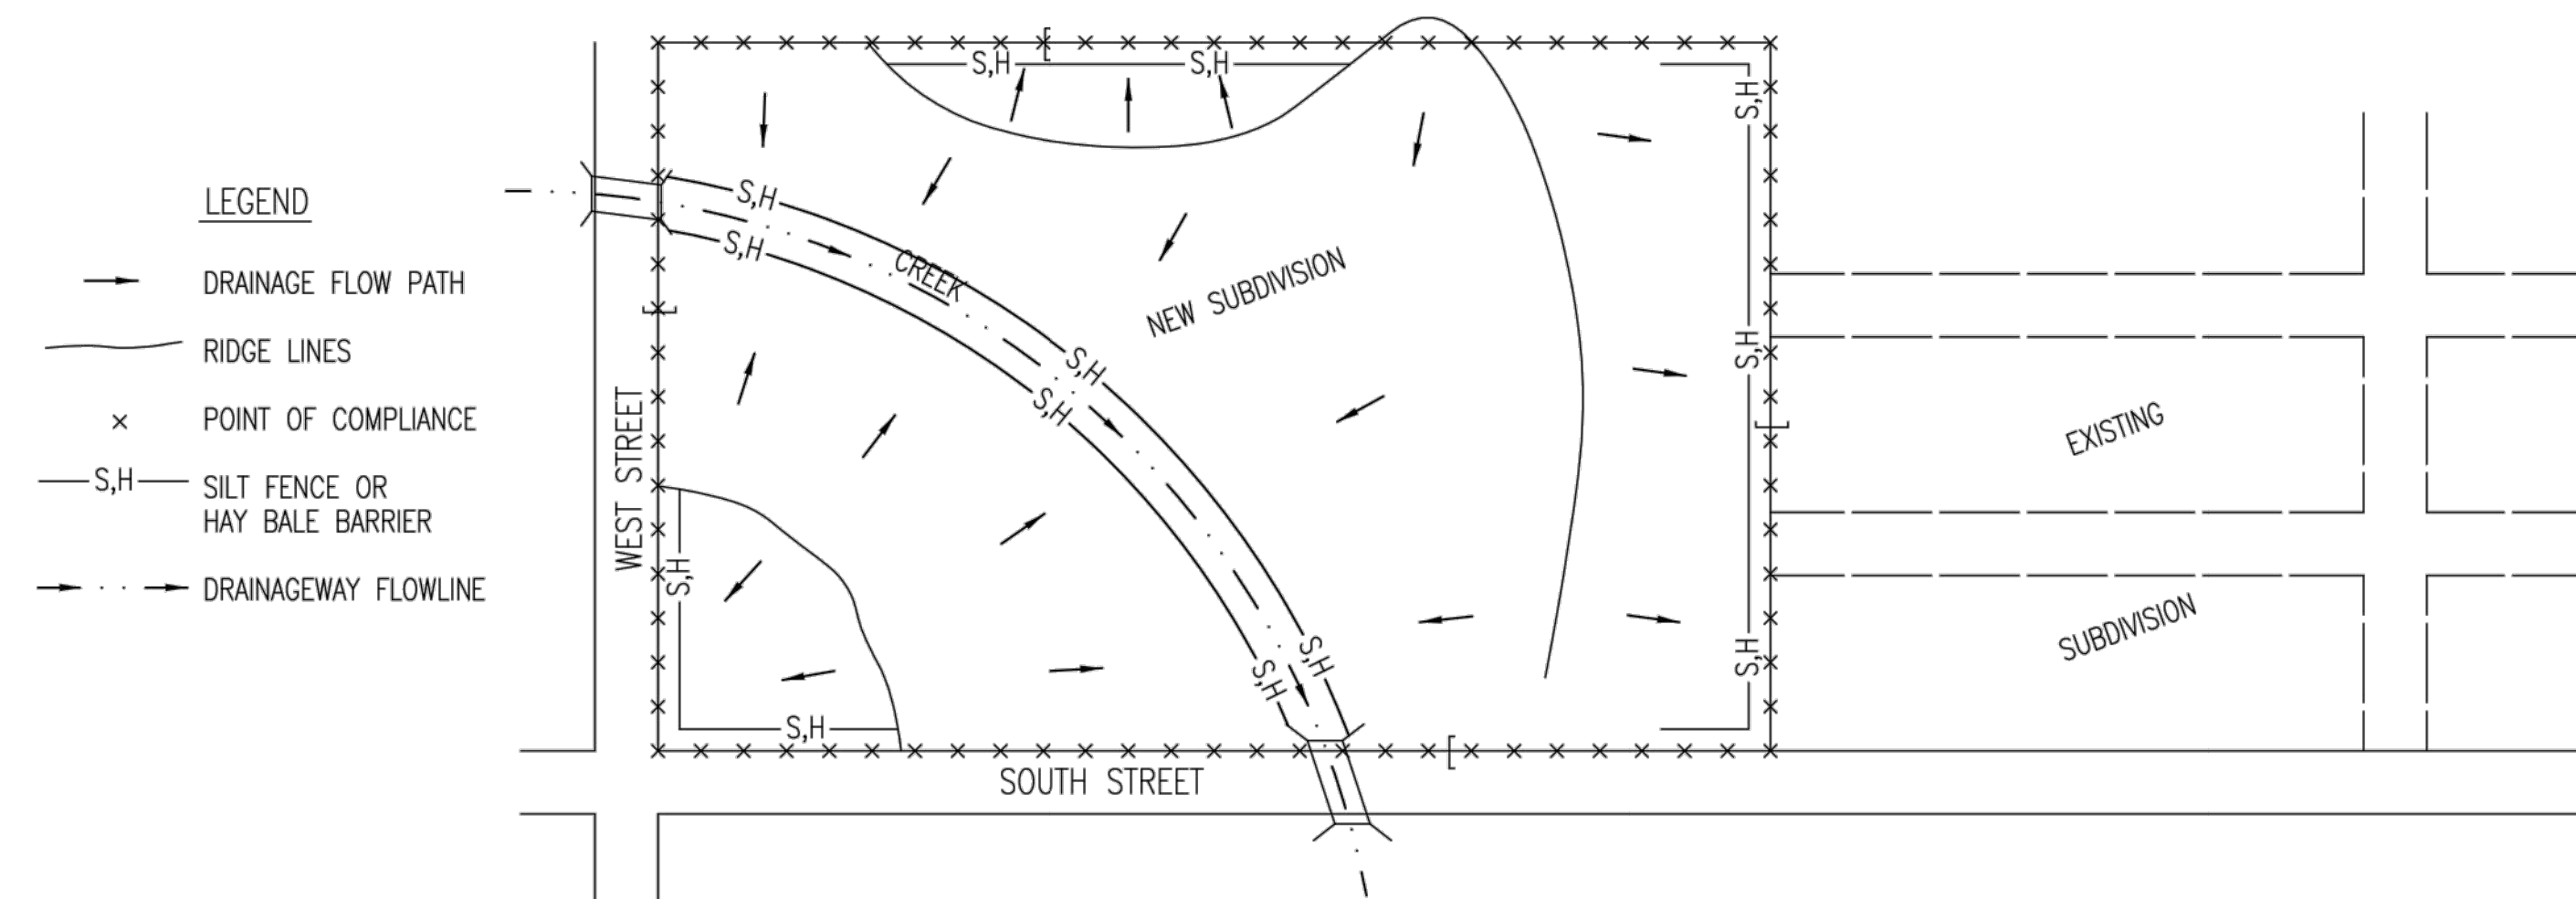 LEGEND
DRAINAGE FLOW PATH
RIDGE LINES
POINT OF COMPLIANCE
S,H
SILT FENCE OR
HAY BALE BARRIER
DRAINAGEWAY FLOWLINE
S,H
S,H
S,H
S,H
S,H
CREEK
NEW SUBDIVISION
S,H
S,H
S,H
WEST STREET
EXISTING
S,H
S,H
S,H
S,H
SUBDIVISION
S,H
SOUTH STREET